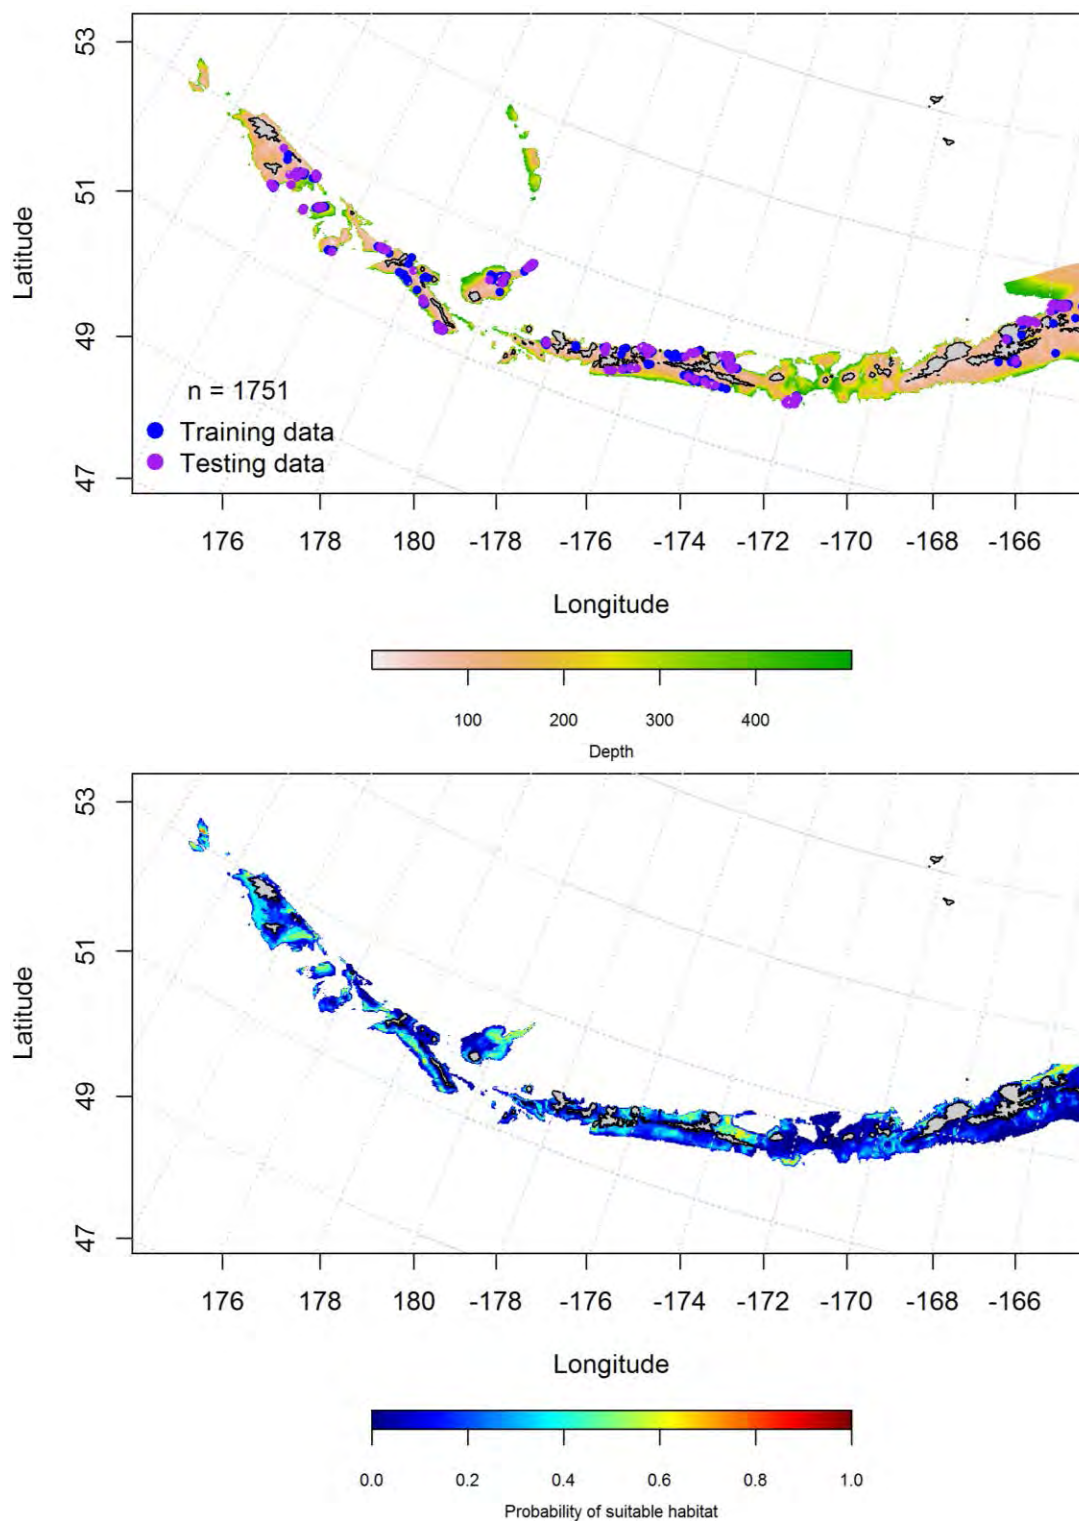 53
51
49
47
Latitude
n = 1751
Training data
Testing data
176 178 180 -178 -176 -174 -172 -170 -168 -166
Longitude
100 200 300 400
Depth
53
51
49
47
Latitude
176 178 180 -178 -176 -174 -172 -170 -168 -166
Longitude
0.0 0.2 0.4 0.6 0.8 1.0
Probability of suitable habitat